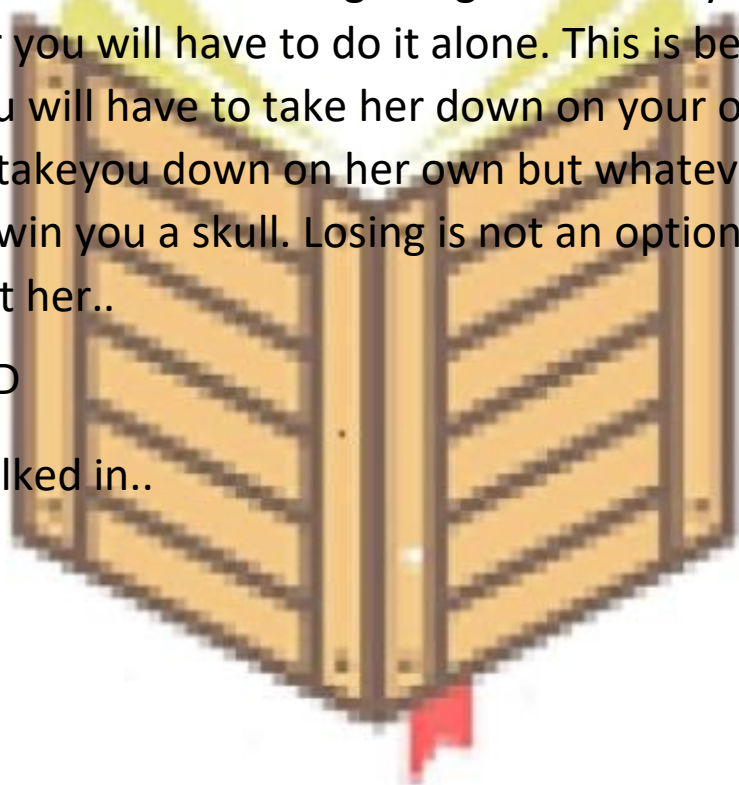 r you will have to do it alone. This is be
u will have to take her down on your o
takeyou down on her own but whatev
win you a skull. Losing is not an option
t her..
D
lked in..